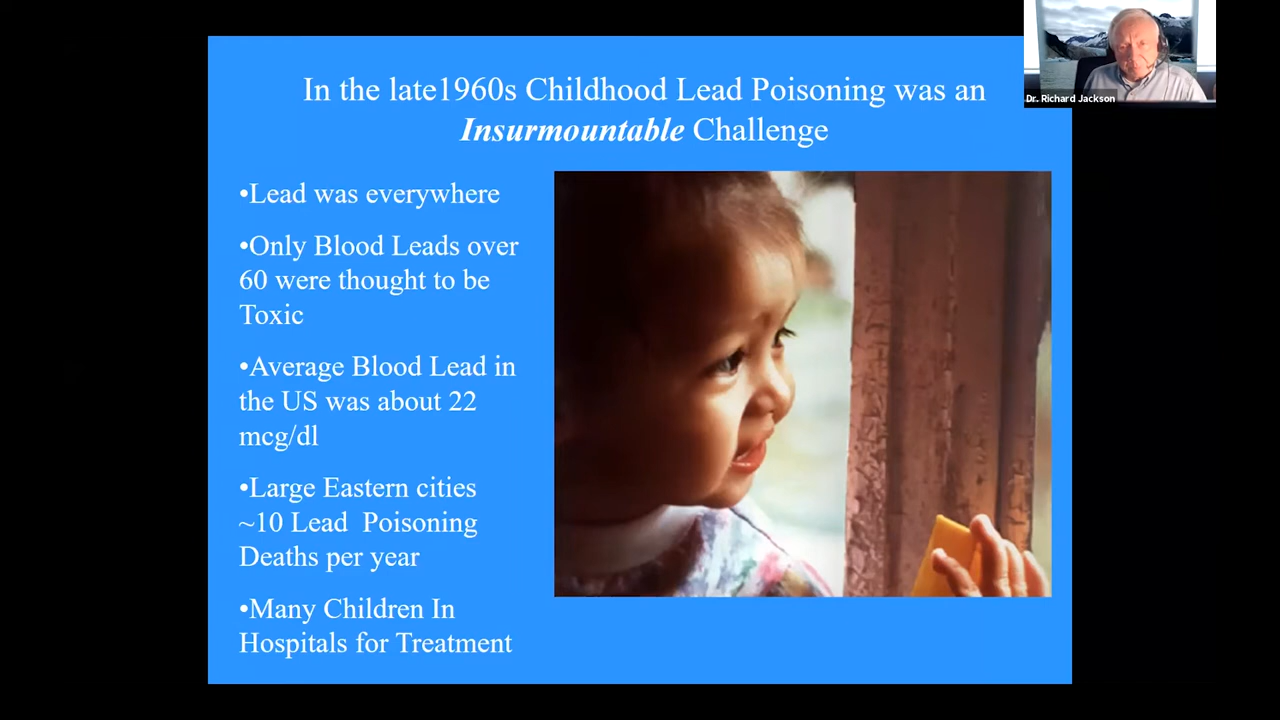 In the late1960s Childhood Lead Poisoning was an
Insurmountable Challenge
Dr. Richard Jackson
•Lead was everywhere
•Only Blood Leads over
60 were thought to be
Toxic
•Average Blood Lead in
the US was about 22
mcg/dl
•Large Eastern cities
~10 Lead  Poisoning
Deaths per year
•Many Children In
Hospitals for Treatment